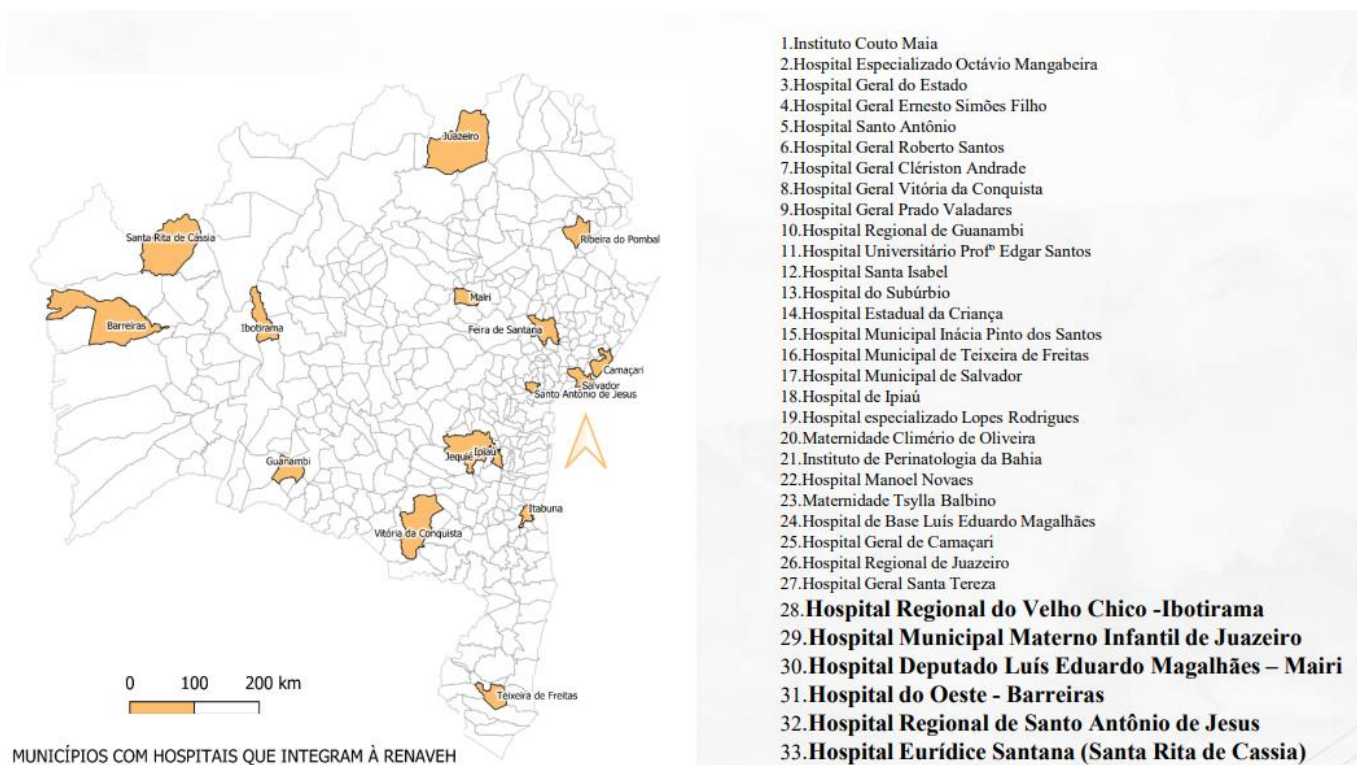 Juazeiro
Santa Rita de Cássia
Ribeira do Pombal
Mairi
Barreiras
Ibotirama
Feira de Santana
Camaçari
Salvador
Santo Antônio de Jesus
Guanambi
Jequié
Ipiaú
Itabuna
Vitória da Conquista
Teixeira de Freitas
0 100 200 km
MUNICÍPIOS COM HOSPITAIS QUE INTEGRAM À RENAVEH
1.Instituto Couto Maia
2.Hospital Especializado Octávio Mangabeira
3.Hospital Geral do Estado
4.Hospital Geral Ernesto Simões Filho
5.Hospital Santo Antônio
6.Hospital Geral Roberto Santos
7.Hospital Geral Clériston Andrade
8.Hospital Geral Vitória da Conquista
9.Hospital Geral Prado Valadares
10.Hospital Regional de Guanambi
11.Hospital Universitário Profº Edgar Santos
12.Hospital Santa Isabel
13.Hospital do Subúrbio
14.Hospital Estadual da Criança
15.Hospital Municipal Inácia Pinto dos Santos
16.Hospital Municipal de Teixeira de Freitas
17.Hospital Municipal de Salvador
18.Hospital de Ipiaú
19.Hospital especializado Lopes Rodrigues
20.Maternidade Climério de Oliveira
21.Instituto de Perinatologia da Bahia
22.Hospital Manoel Novaes
23.Maternidade Tsylla Balbino
24.Hospital de Base Luís Eduardo Magalhães
25.Hospital Geral de Camaçari
26.Hospital Regional de Juazeiro
27.Hospital Geral Santa Tereza
28.Hospital Regional do Velho Chico -Ibotirama
29.Hospital Municipal Materno Infantil de Juazeiro
30.Hospital Deputado Luís Eduardo Magalhães – Mairi
31.Hospital do Oeste - Barreiras
32.Hospital Regional de Santo Antônio de Jesus
33.Hospital Eurídice Santana (Santa Rita de Cassia)